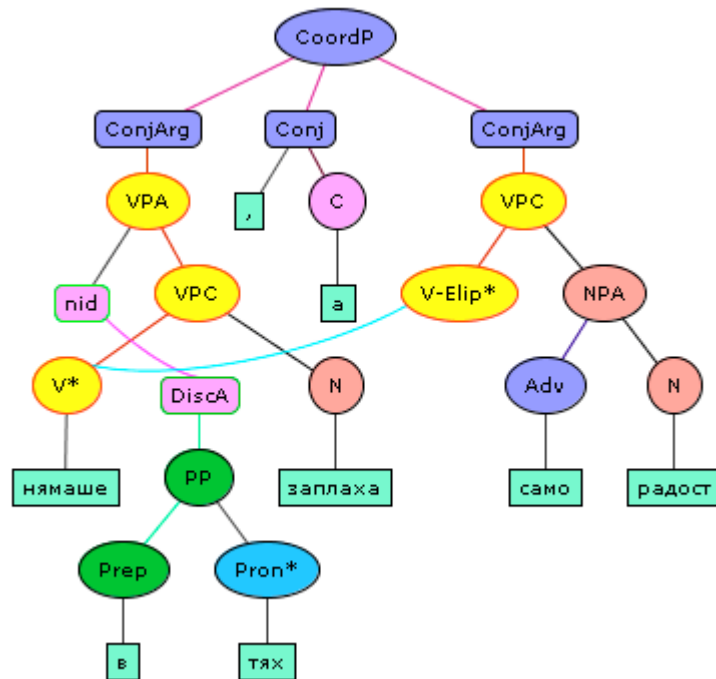 CoordP
ConjArg Conj ConjArg
VPA , C VPC
nid VPC а V-Elip* NPA
V* DiscA N Adv N
нямаше PP заплаха само радост
Prep Pron*
в тях